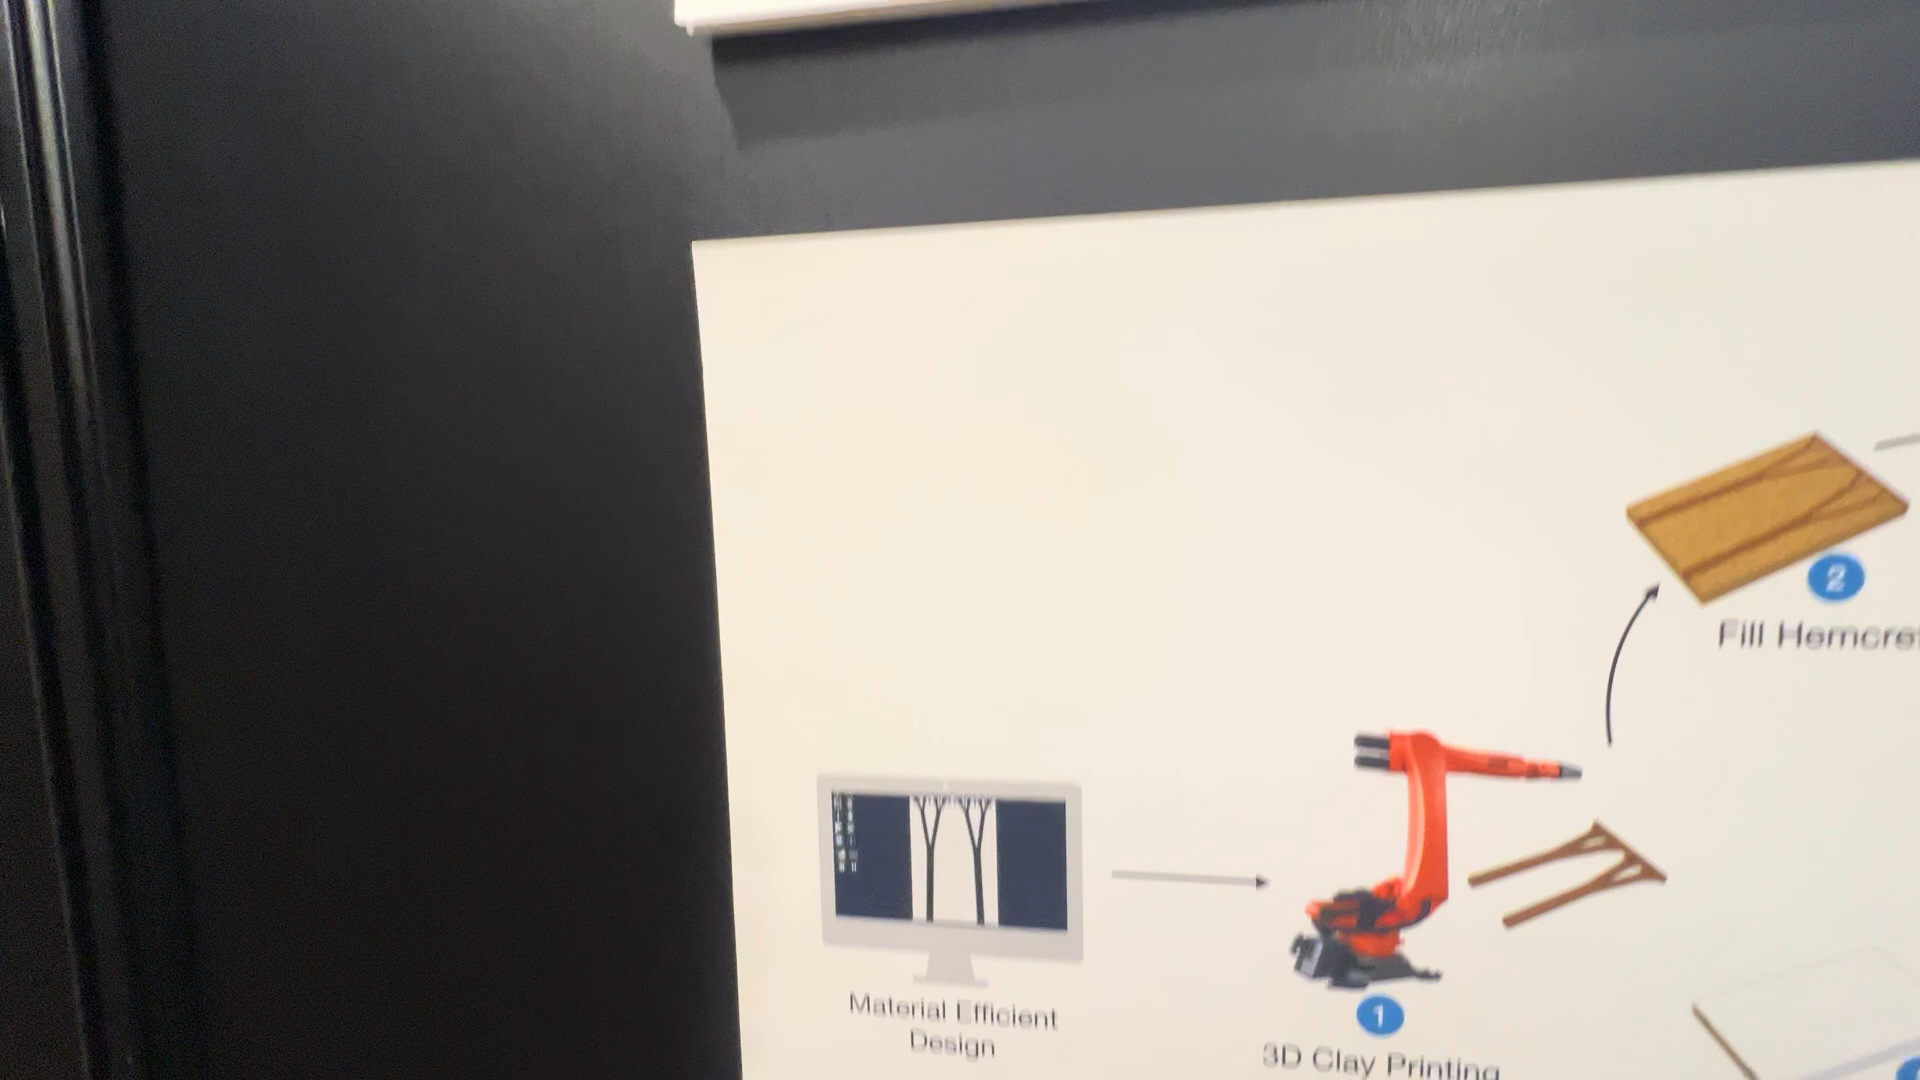 2
Fill Hemcre
Material Efficient
Design
1
3D Clay Printing